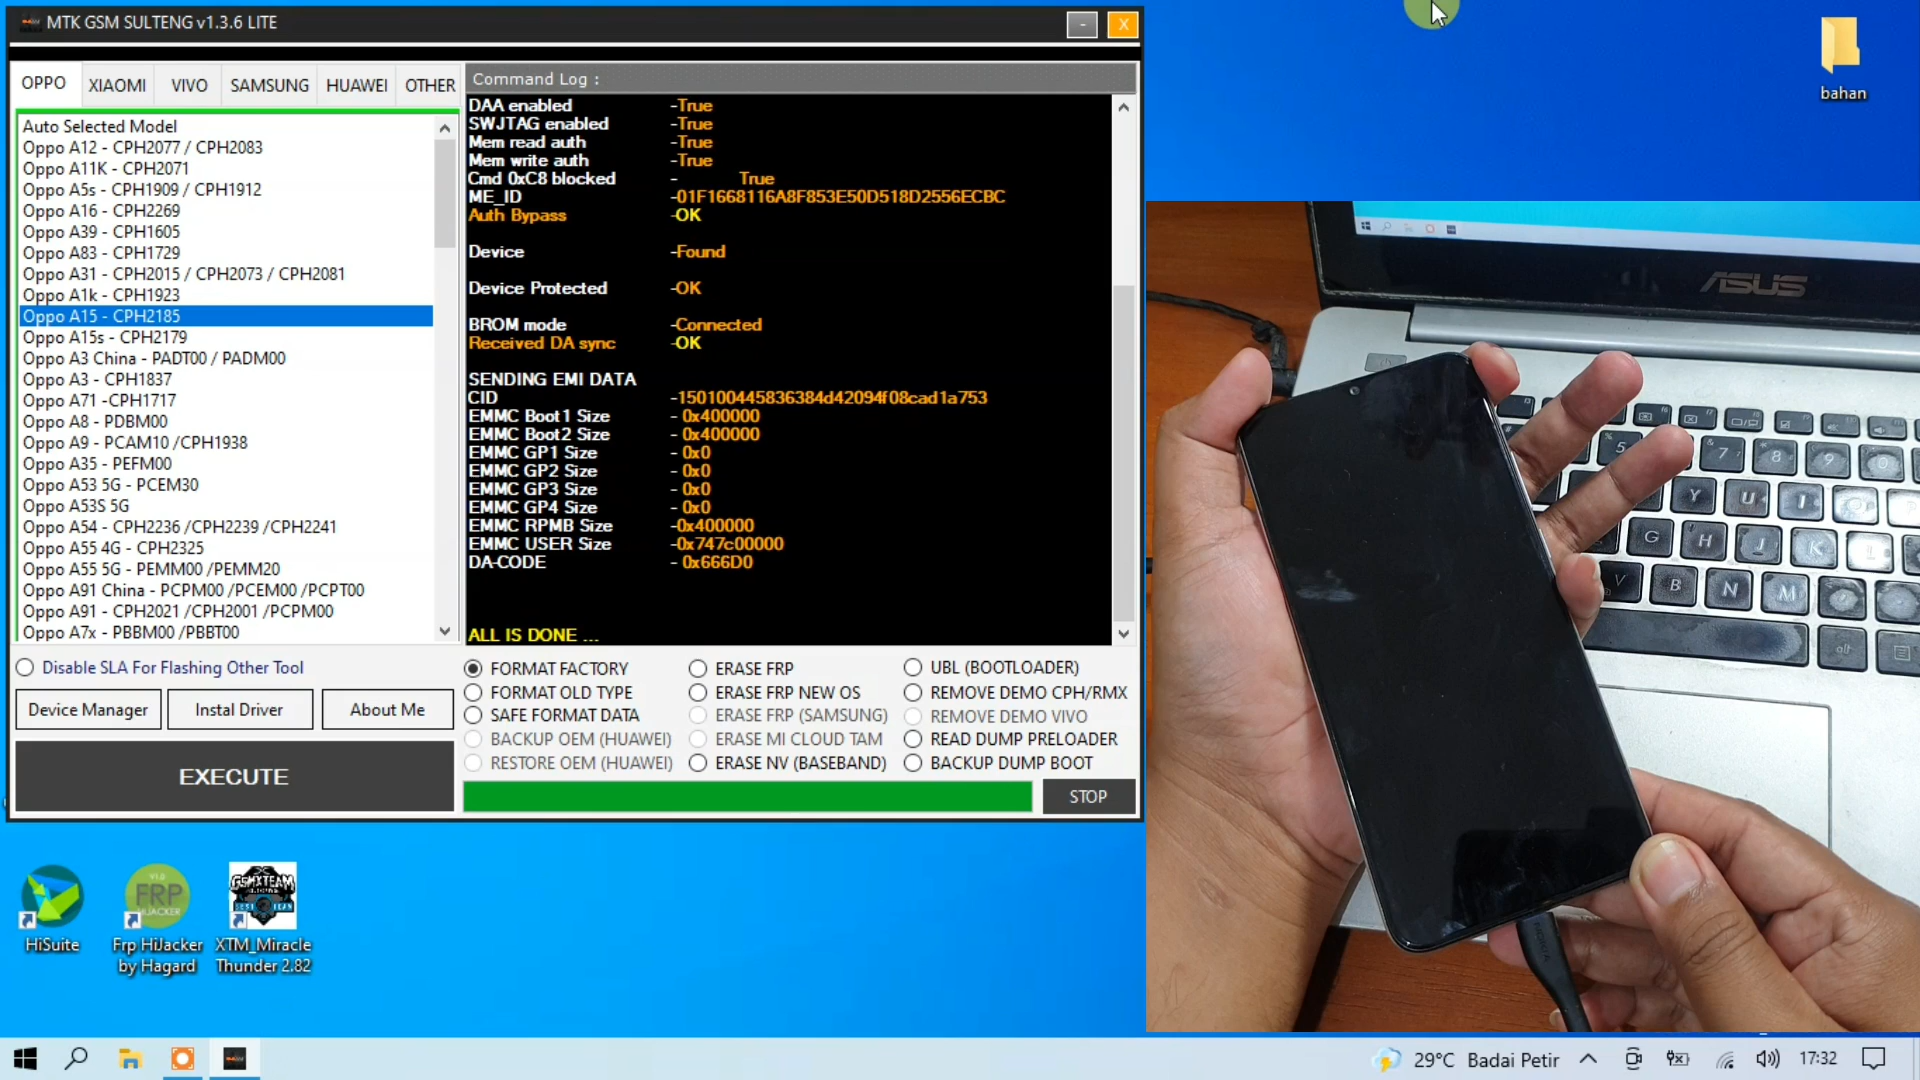 MTK GSM SULTENG v1.3.6 LITE
-
X
OPPO
XIAOMI
VIVO
SAMSUNG
HUAWEI
OTHER
Auto Selected Model
Oppo A12 - CPH2077 / CPH2083
Oppo A11K - CPH2071
Oppo A5s - CPH1909 / CPH1912
Oppo A16 - CPH2269
Oppo A39 - CPH1605
Oppo A83 - CPH1729
Oppo A31 - CPH2015 / CPH2073 / CPH2081
Oppo A1k - CPH1923
Oppo A15 - CPH2185
Oppo A15s - CPH2179
Oppo A3 China - PADT00 / PADM00
Oppo A3 - CPH1837
Oppo A71 -CPH1717
Oppo A8 - PDBM00
Oppo A9 - PCAM10 /CPH1938
Oppo A35 - PEFM00
Oppo A53 5G - PCEM30
Oppo A53S 5G
Oppo A54 - CPH2236 /CPH2239 /CPH2241
Oppo A55 4G - CPH2325
Oppo A55 5G - PEMM00 /PEMM20
Oppo A91 China - PCPM00 /PCEM00 /PCPT00
Oppo A91 - CPH2021 /CPH2001 /PCPM00
Oppo A7x - PBBM00 /PBBT00
Command Log :
DAA enabled -True
SWJTAG enabled -True
Mem read auth -True
Mem write auth -True
Cmd 0xC8 blocked - True
ME_ID -01F1668116A8F853E50D518D2556ECBC
Auth Bypass -OK
Device -Found
Device Protected -OK
BROM mode -Connected
Received DA sync -OK
SENDING EMI DATA
CID -150100445836384d42094f08cad1a753
EMMC Boot1 Size - 0x400000
EMMC Boot2 Size - 0x400000
EMMC GP1 Size - 0x0
EMMC GP2 Size - 0x0
EMMC GP3 Size - 0x0
EMMC GP4 Size - 0x0
EMMC RPMB Size -0x400000
EMMC USER Size -0x747c00000
DA-CODE - 0x666D0
ALL IS DONE ...
Disable SLA For Flashing Other Tool
Device Manager
Instal Driver
About Me
EXECUTE
FORMAT FACTORY
FORMAT OLD TYPE
SAFE FORMAT DATA
BACKUP OEM (HUAWEI)
RESTORE OEM (HUAWEI)
ERASE FRP
ERASE FRP NEW OS
ERASE FRP (SAMSUNG)
ERASE MI CLOUD TAM
ERASE NV (BASEBAND)
UBL (BOOTLOADER)
REMOVE DEMO CPH/RMX
REMOVE DEMO VIVO
READ DUMP PRELOADER
BACKUP DUMP BOOT
STOP
bahan
ASUS
5
7
8
9
Y
U
I
G
H
J
K
L
V
B
N
M
alt
FRP
HIJACKER
GSMXTEAM
HiSuite
Frp HiJacker
by Hagard
XTM_Miracle
Thunder 2.82
29°C Badai Petir
17:32